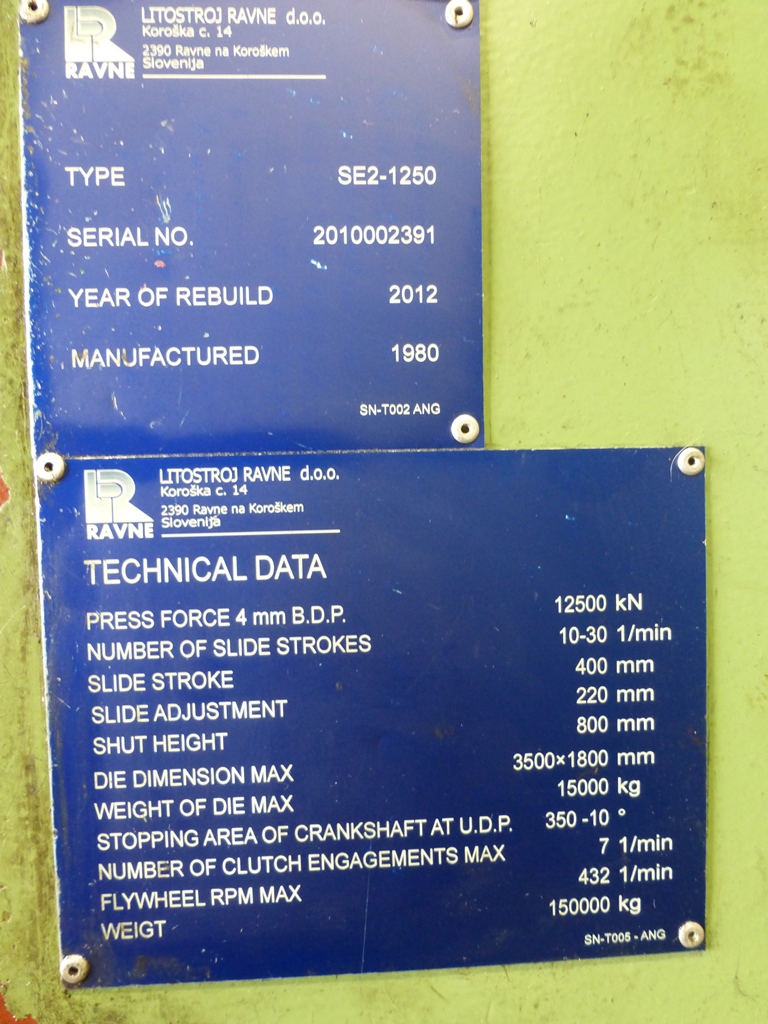 LITOSTROJ RAVNE d.o.o.
Koroška c. 14
2390 Ravne na Koroškem
Slovenija
LR
RAVNE
TYPE SE2-1250
SERIAL NO. 2010002391
YEAR OF REBUILD 2012
MANUFACTURED 1980
SN-T002 ANG
LITOSTROJ RAVNE d.o.o.
Koroška c. 14
2390 Ravne na Koroškem
Slovenija
LR
RAVNE
TECHNICAL DATA
PRESS FORCE 4 mm B.D.P. 12500 kN
NUMBER OF SLIDE STROKES 10-30 1/min
SLIDE STROKE 400 mm
SLIDE ADJUSTMENT 220 mm
SHUT HEIGHT 800 mm
DIE DIMENSION MAX 3500×1800 mm
WEIGHT OF DIE MAX 15000 kg
STOPPING AREA OF CRANKSHAFT AT U.D.P. 350 -10 °
NUMBER OF CLUTCH ENGAGEMENTS MAX 7 1/min
FLYWHEEL RPM MAX 432 1/min
WEIGT 150000 kg
SN-T005 - ANG